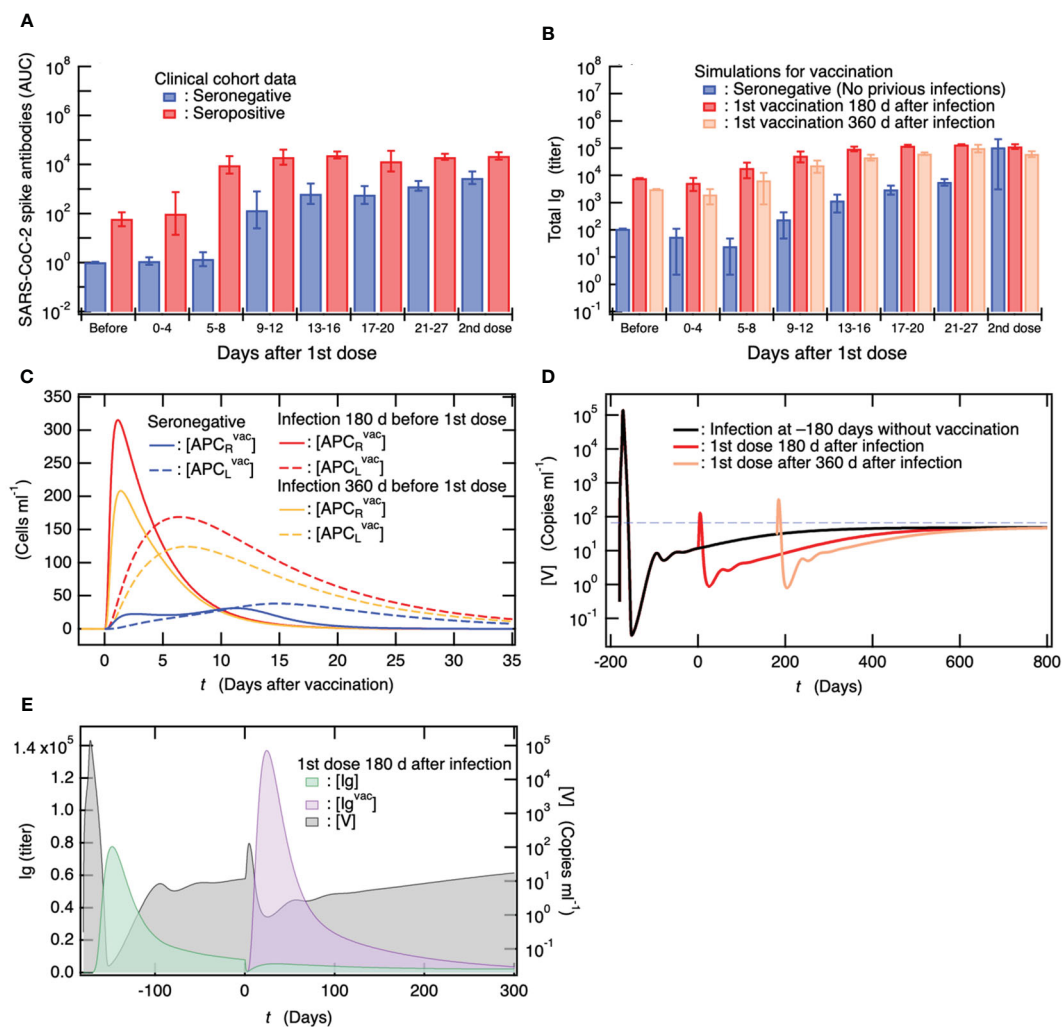 A
SARS-CoC-2 spike antibodies (AUC)
10^8
10^6
10^4
10^2
10^0
10^-2
Clinical cohort data
: Seronegative
: Seropositive
Before 0-4 5-8 9-12 13-16 17-20 21-27 2nd dose
Days after 1st dose
B
Total Ig (titer)
10^8
10^7
10^6
10^5
10^4
10^3
10^2
10^1
10^0
10^-1
Simulations for vaccination
: Seronegative (No privious infections)
: 1st vaccination 180 d after infection
: 1st vaccination 360 d after infection
Before 0-4 5-8 9-12 13-16 17-20 21-27 2nd dose
Days after 1st dose
C
(Cells ml^-1)
350
300
250
200
150
100
50
0
Seronegative
: [APC_R^vac]
: [APC_L^vac]
Infection 180 d before 1st dose
: [APC_R^vac]
: [APC_L^vac]
Infection 360 d before 1st dose
: [APC_R^vac]
: [APC_L^vac]
0 5 10 15 20 25 30 35
t (Days after vaccination)
D
[V] (Copies ml^-1)
10^5
10^4
10^3
10^2
10^1
10^0
10^-1
: Infection at –180 days without vaccination
: 1st dose 180 d after infection
: 1st dose after 360 d after infection
-200 0 200 400 600 800
t (Days)
E
Ig (titer)
1.4 x10^5
1.2
1.0
0.8
0.6
0.4
0.2
0.0
1st dose 180 d after infection
: [Ig]
: [Ig^vac]
: [V]
10^5
10^4
10^3
10^2
10^1
10^0
10^-1
[V] (Copies ml^-1)
-100 0 100 200 300
t (Days)